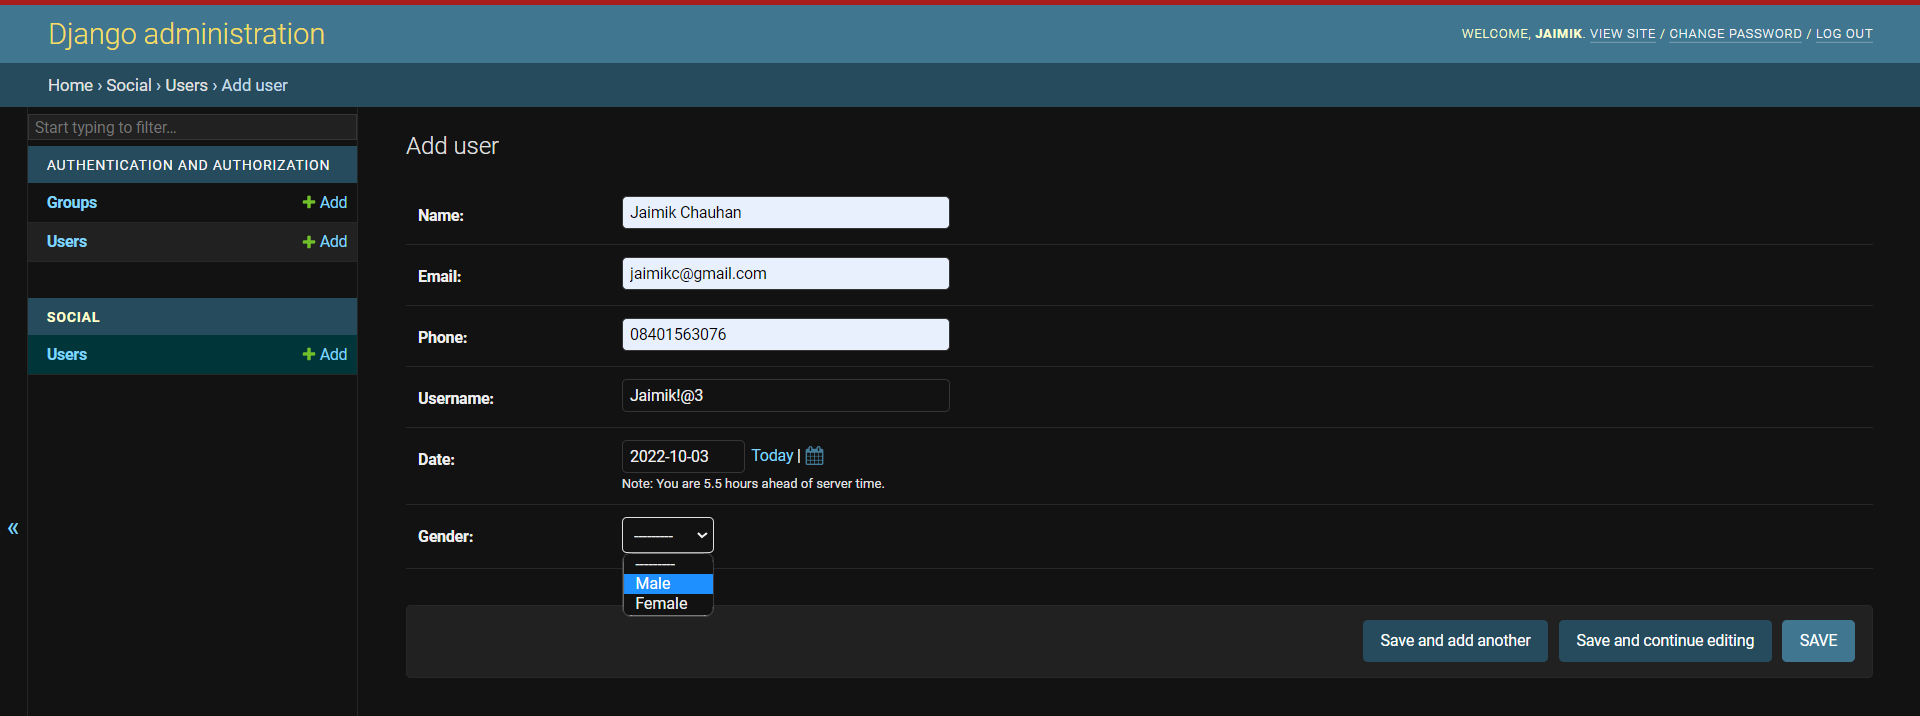 Django administration
WELCOME, JAIMIK. VIEW SITE / CHANGE PASSWORD / LOG OUT
Home › Social › Users › Add user
Start typing to filter...
AUTHENTICATION AND AUTHORIZATION
Groups + Add
Users + Add
SOCIAL
Users + Add
«
Add user
Name: Jaimik Chauhan
Email: jaimikc@gmail.com
Phone: 08401563076
Username: Jaimik!@3
Date: 2022-10-03 Today |
Note: You are 5.5 hours ahead of server time.
Gender: ---------
---------
Male
Female
Save and add another Save and continue editing SAVE